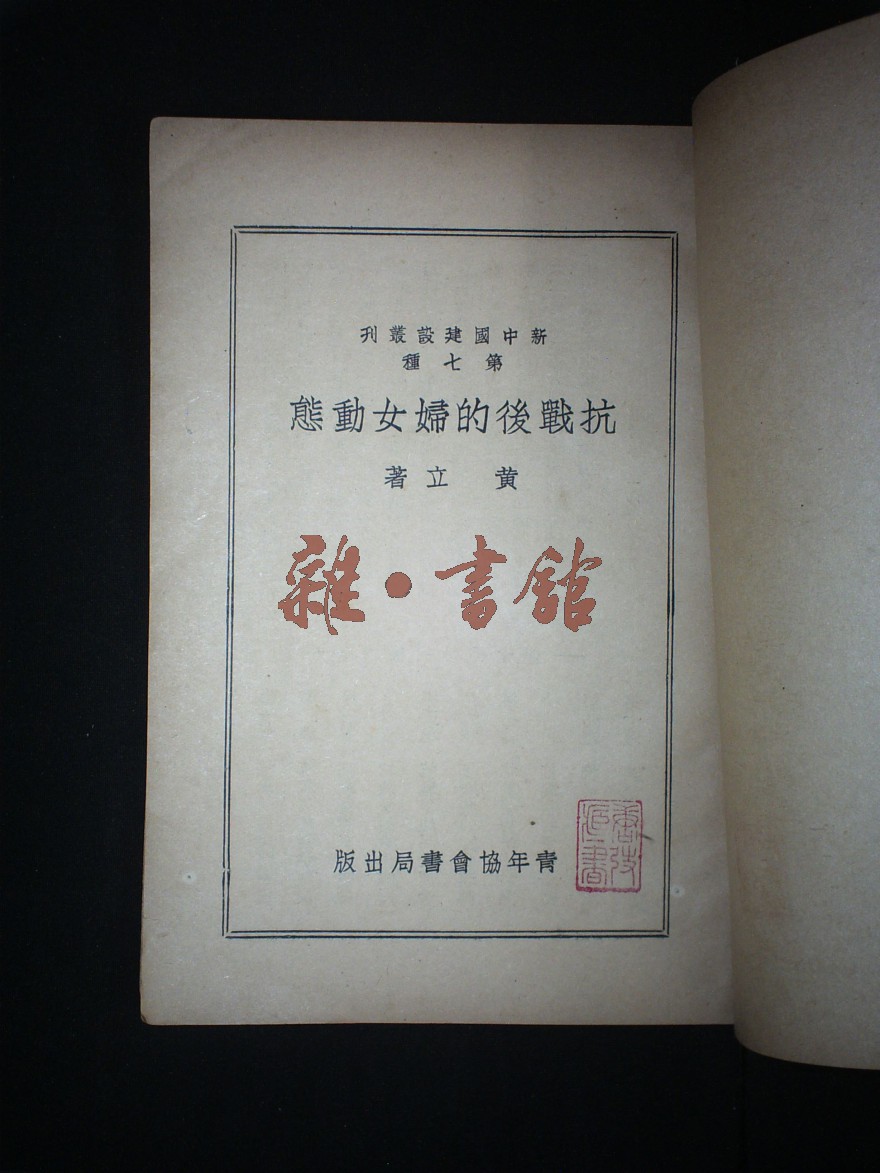 新中國建設叢刊
第七種
抗戰後的婦女動態
黄立著
雜·書館
青年協會書局出版